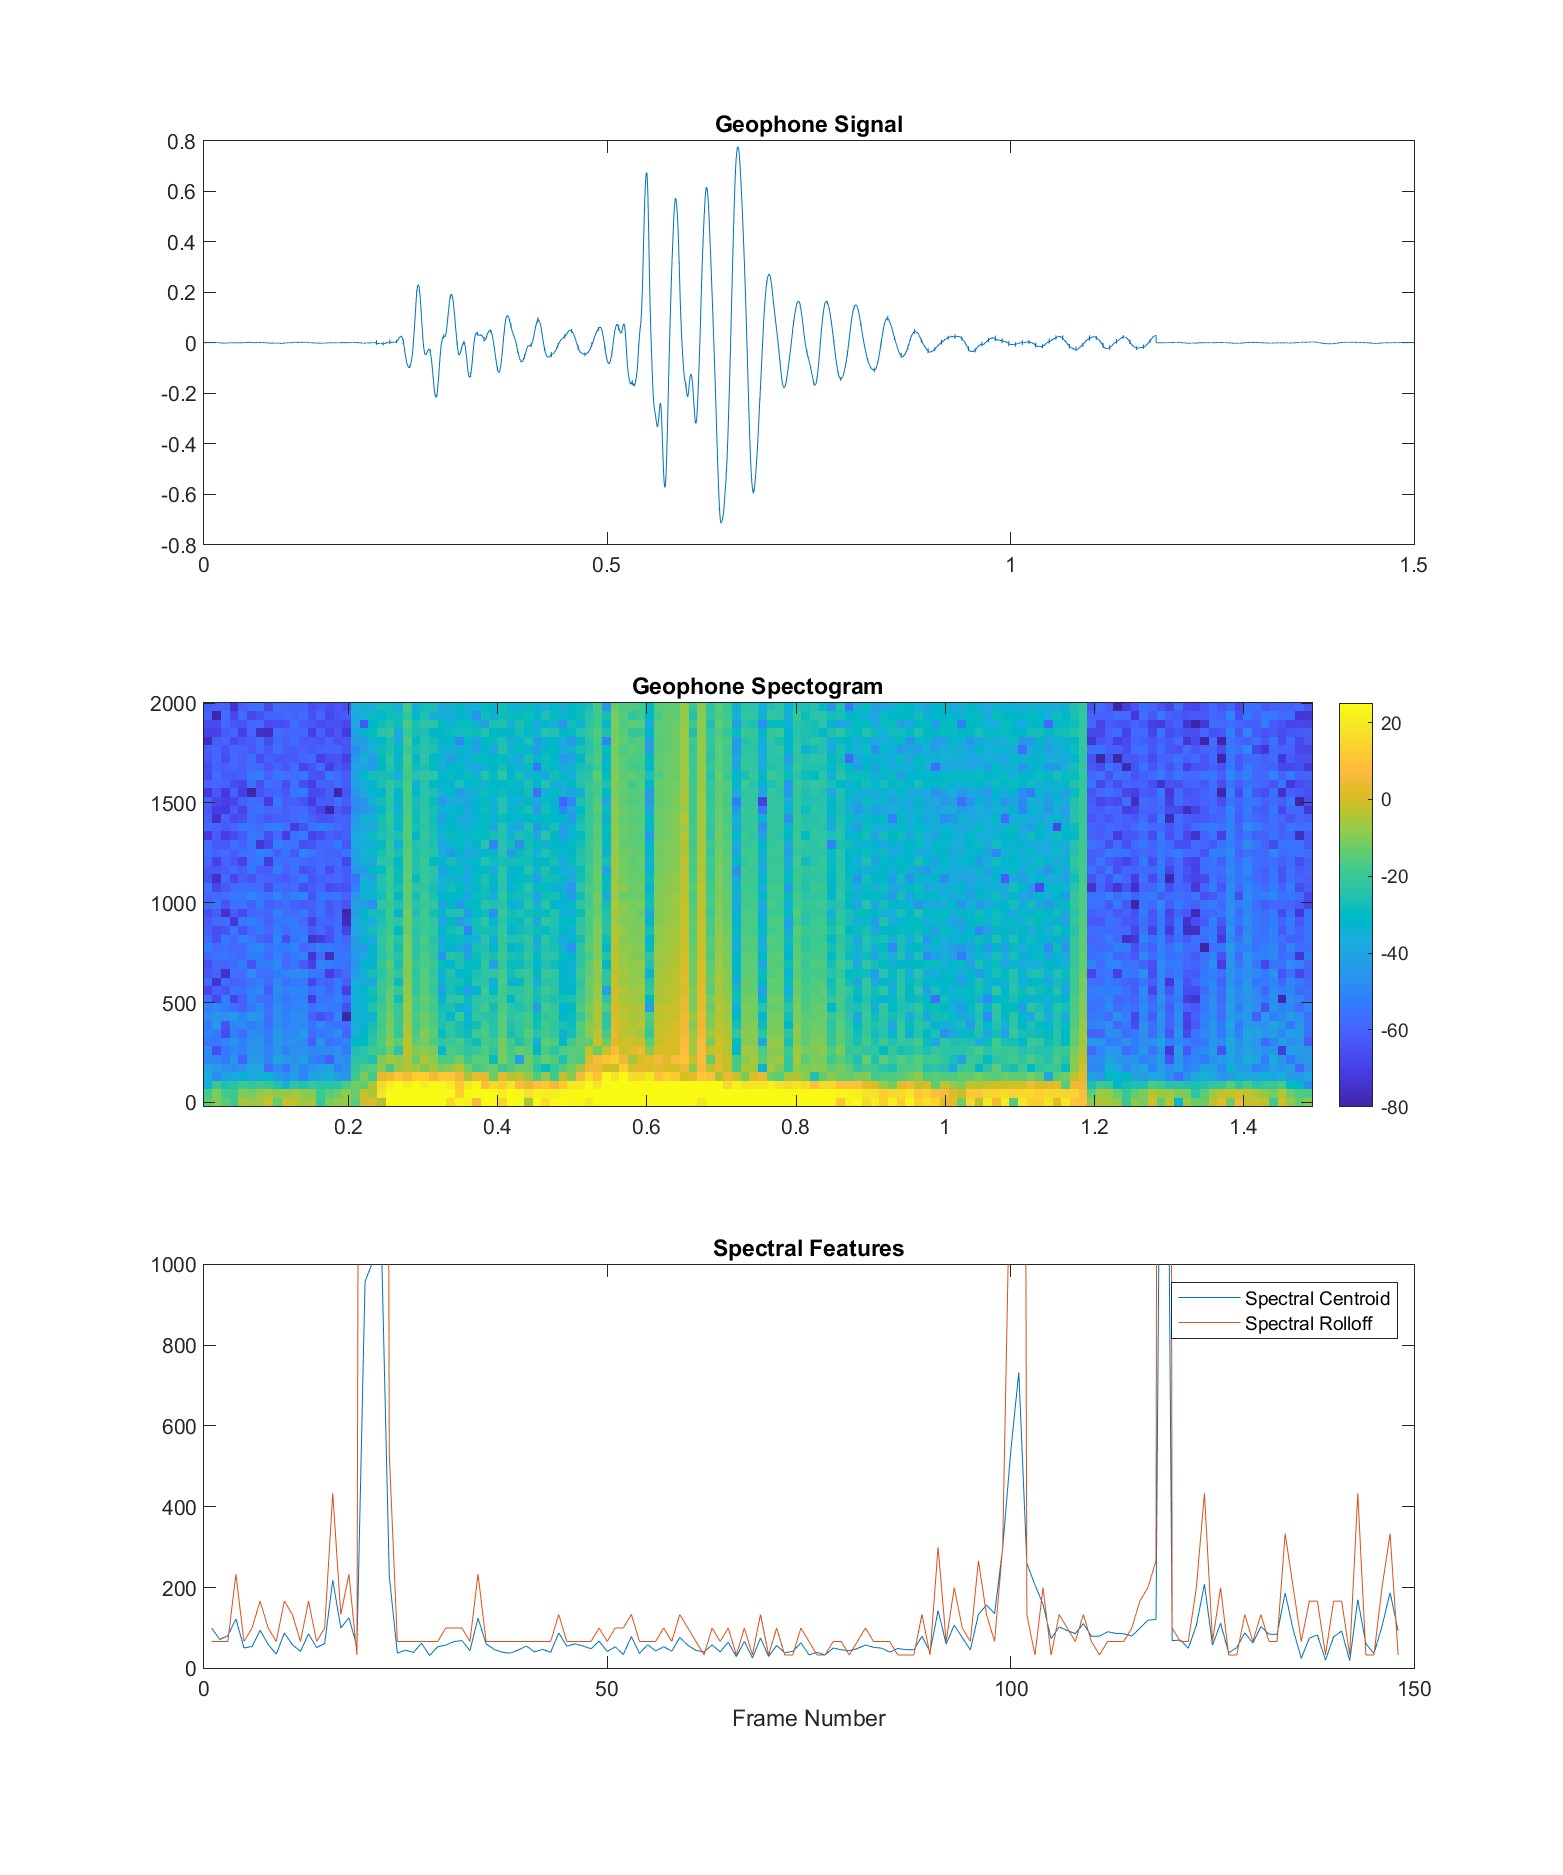 Geophone Signal
0.8
0.6
0.4
0.2
0
-0.2
-0.4
-0.6
-0.8
0 0.5 1 1.5
Geophone Spectogram
2000
1500
1000
500
0
20
0
-20
-40
-60
-80
0.2 0.4 0.6 0.8 1 1.2 1.4
Spectral Features
1000
800
600
400
200
0
Spectral Centroid
Spectral Rolloff
0 50 100 150
Frame Number